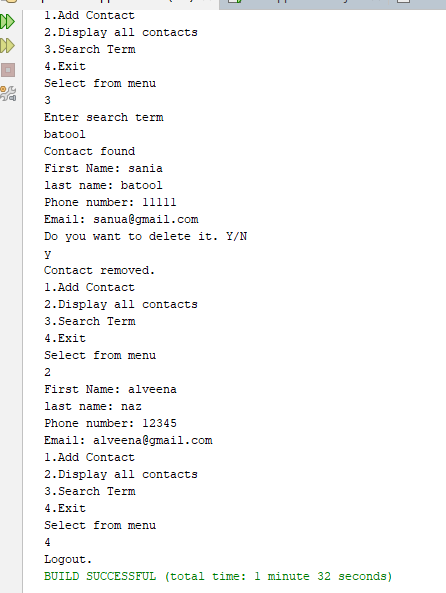 1.Add Contact
2.Display all contacts
3.Search Term
4.Exit
Select from menu
3
Enter search term
batool
Contact found
First Name: sania
last name: batool
Phone number: 11111
Email: sanua@gmail.com
Do you want to delete it. Y/N
y
Contact removed.
1.Add Contact
2.Display all contacts
3.Search Term
4.Exit
Select from menu
2
First Name: alveena
last name: naz
Phone number: 12345
Email: alveena@gmail.com
1.Add Contact
2.Display all contacts
3.Search Term
4.Exit
Select from menu
4
Logout.
BUILD SUCCESSFUL (total time: 1 minute 32 seconds)